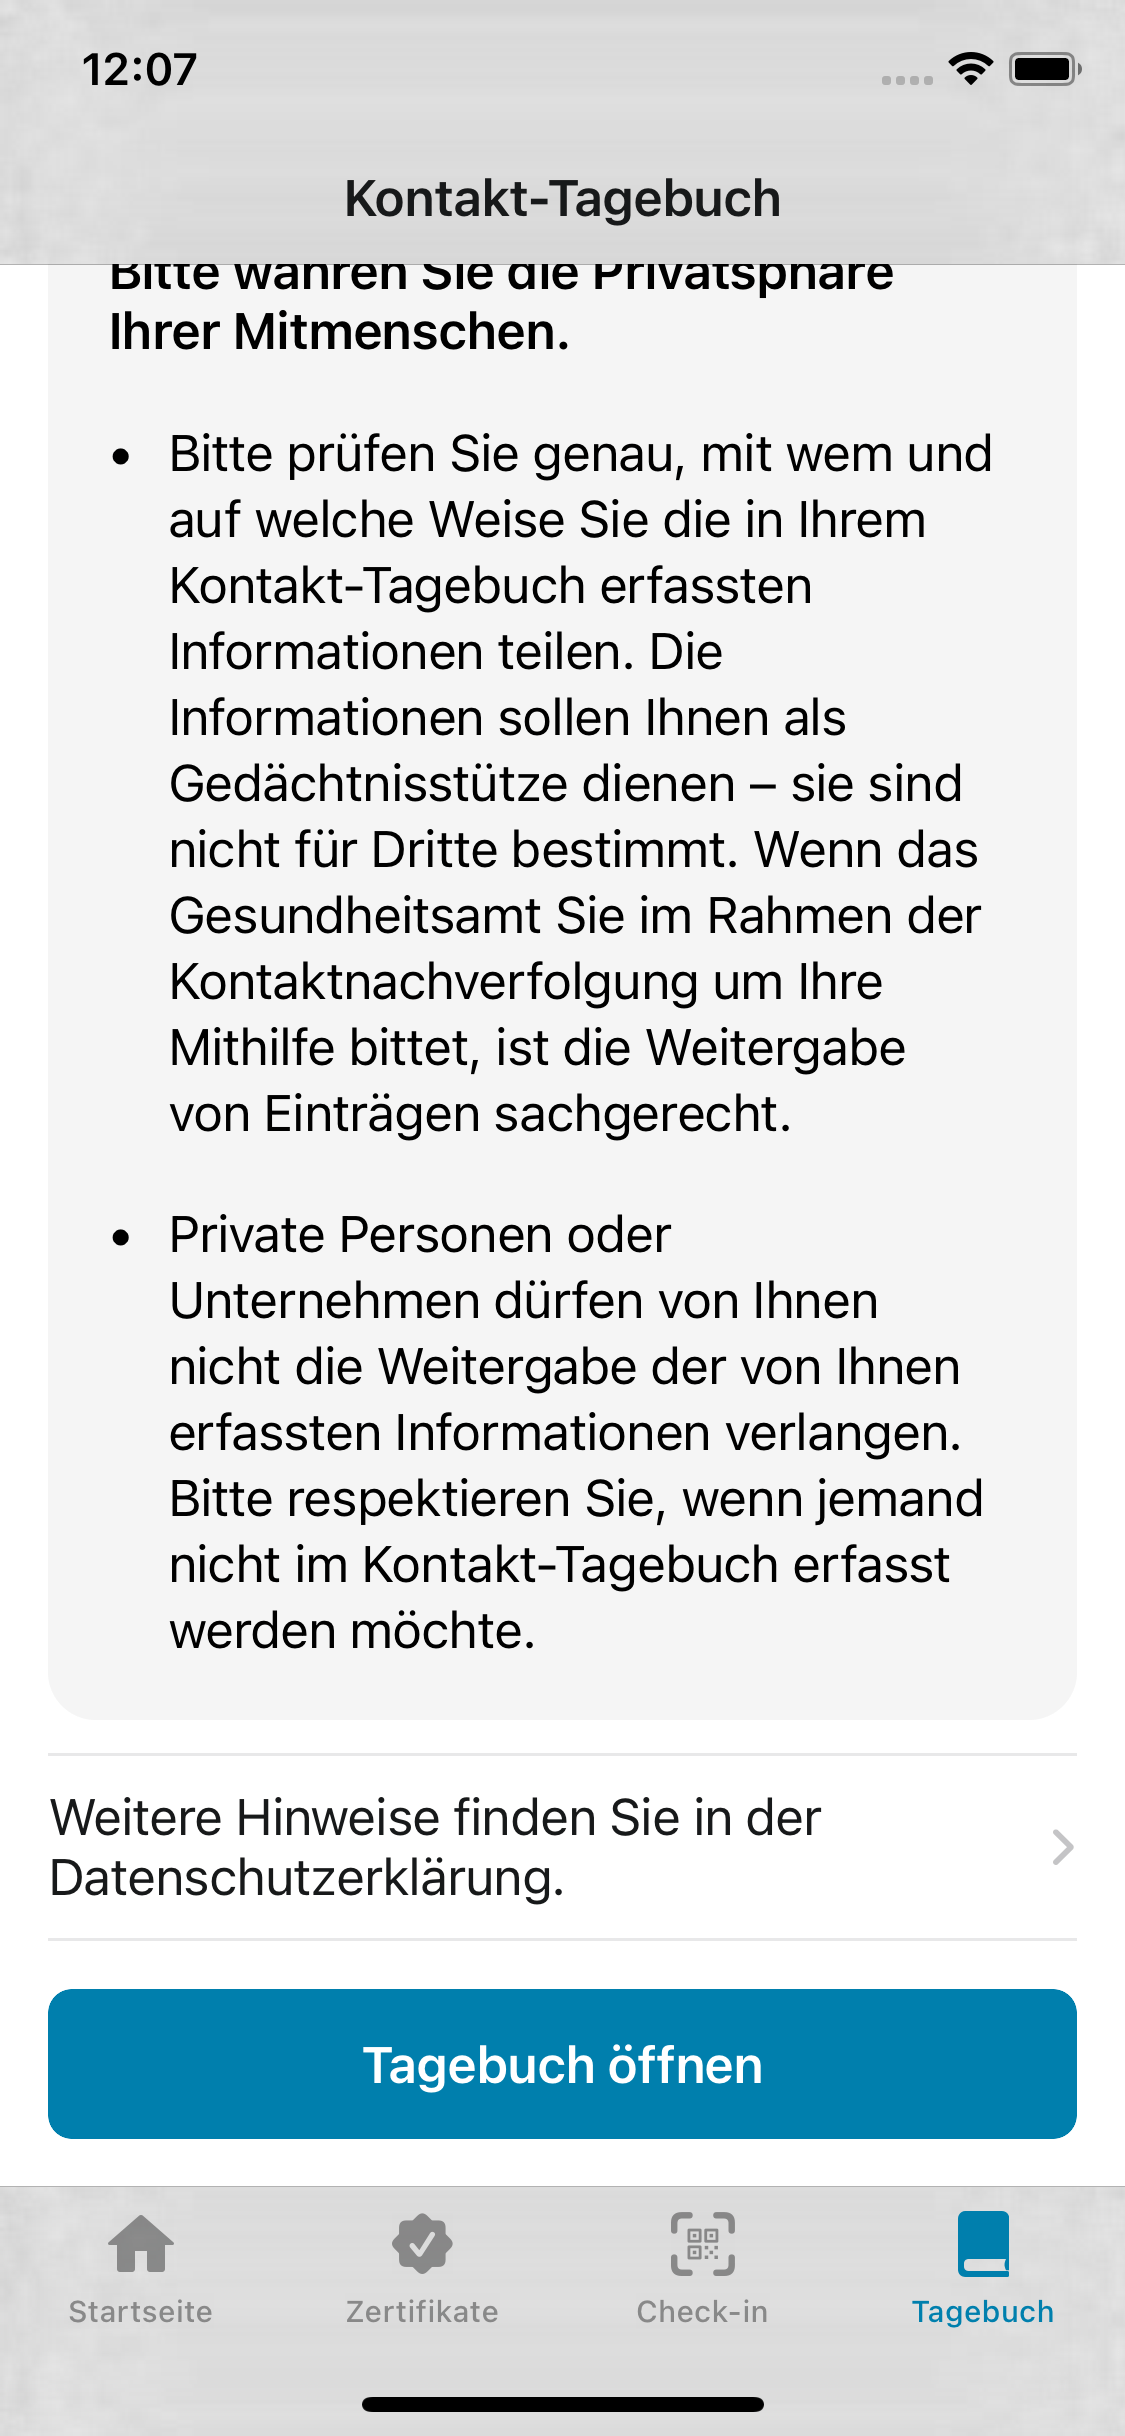 12:07
Kontakt-Tagebuch
Bitte wahren Sie die Privatsphäre
Ihrer Mitmenschen.
• Bitte prüfen Sie genau, mit wem und
auf welche Weise Sie die in Ihrem
Kontakt-Tagebuch erfassten
Informationen teilen. Die
Informationen sollen Ihnen als
Gedächtnisstütze dienen – sie sind
nicht für Dritte bestimmt. Wenn das
Gesundheitsamt Sie im Rahmen der
Kontaktnachverfolgung um Ihre
Mithilfe bittet, ist die Weitergabe
von Einträgen sachgerecht.
• Private Personen oder
Unternehmen dürfen von Ihnen
nicht die Weitergabe der von Ihnen
erfassten Informationen verlangen.
Bitte respektieren Sie, wenn jemand
nicht im Kontakt-Tagebuch erfasst
werden möchte.
Weitere Hinweise finden Sie in der
Datenschutzerklärung.
Tagebuch öffnen
Startseite
Zertifikate
Check-in
Tagebuch